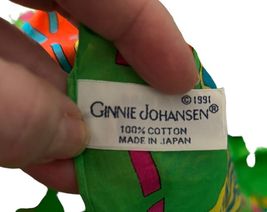 ©1991
GINNIE JOHANSEN®
100% COTTON
MADE IN JAPAN